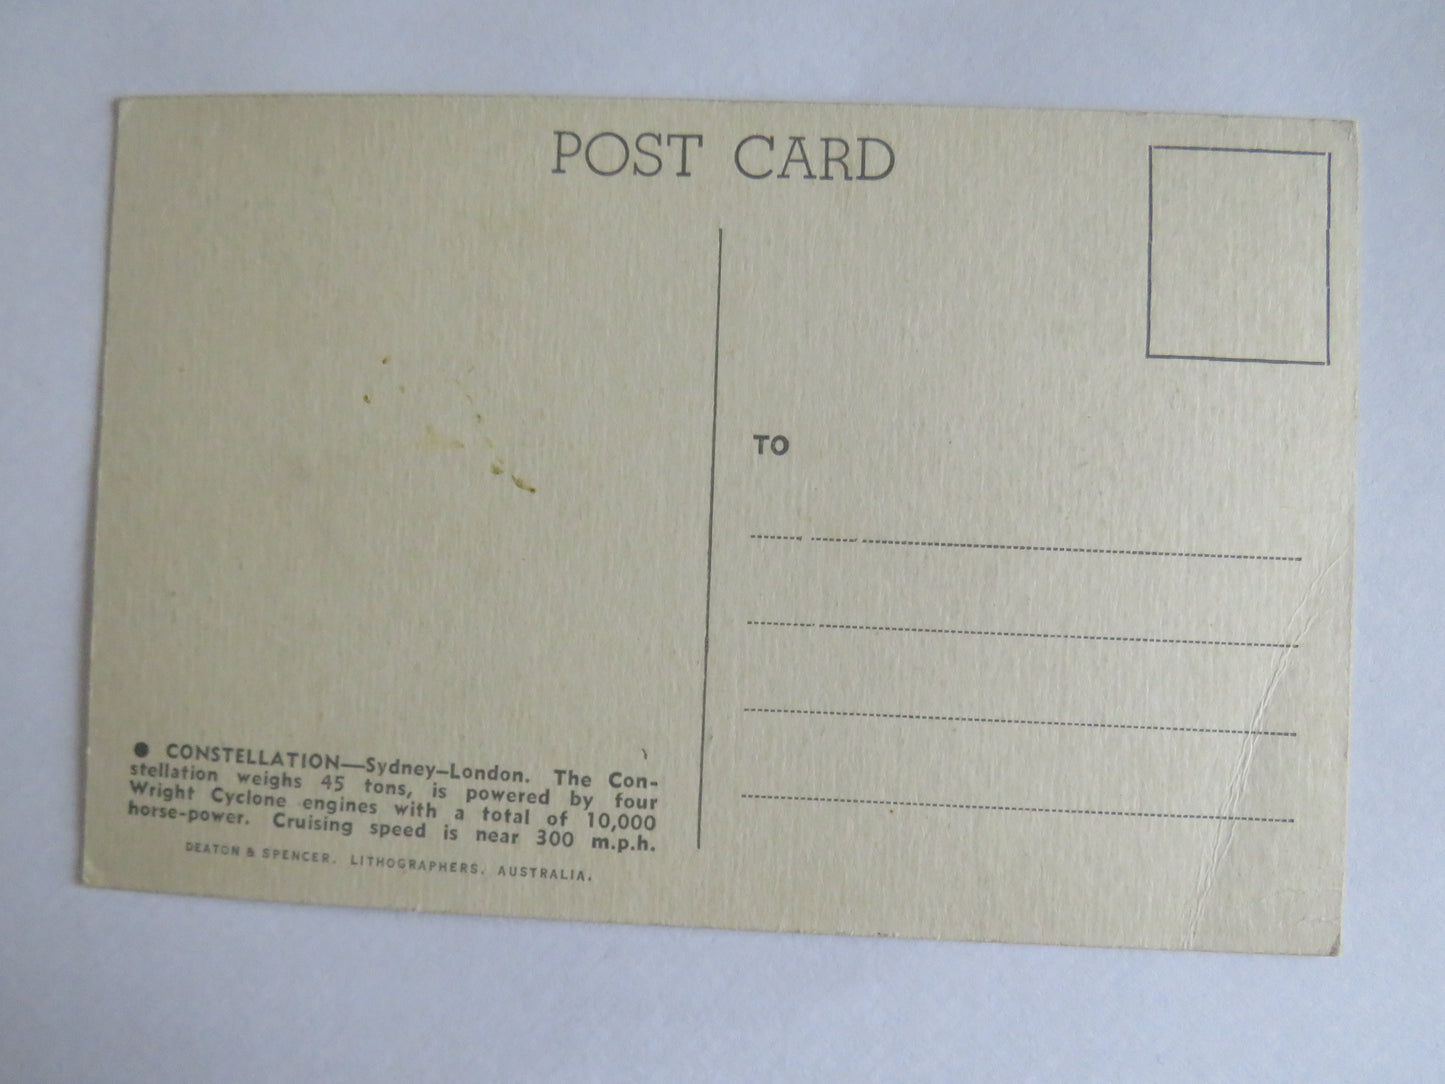 POST CARD
TO
● CONSTELLATION—Sydney–London. The Con-
stellation weighs 45 tons, is powered by four
Wright Cyclone engines with a total of 10,000
horse-power. Cruising speed is near 300 m.p.h.
DEATON & SPENCER. LITHOGRAPHERS. AUSTRALIA.